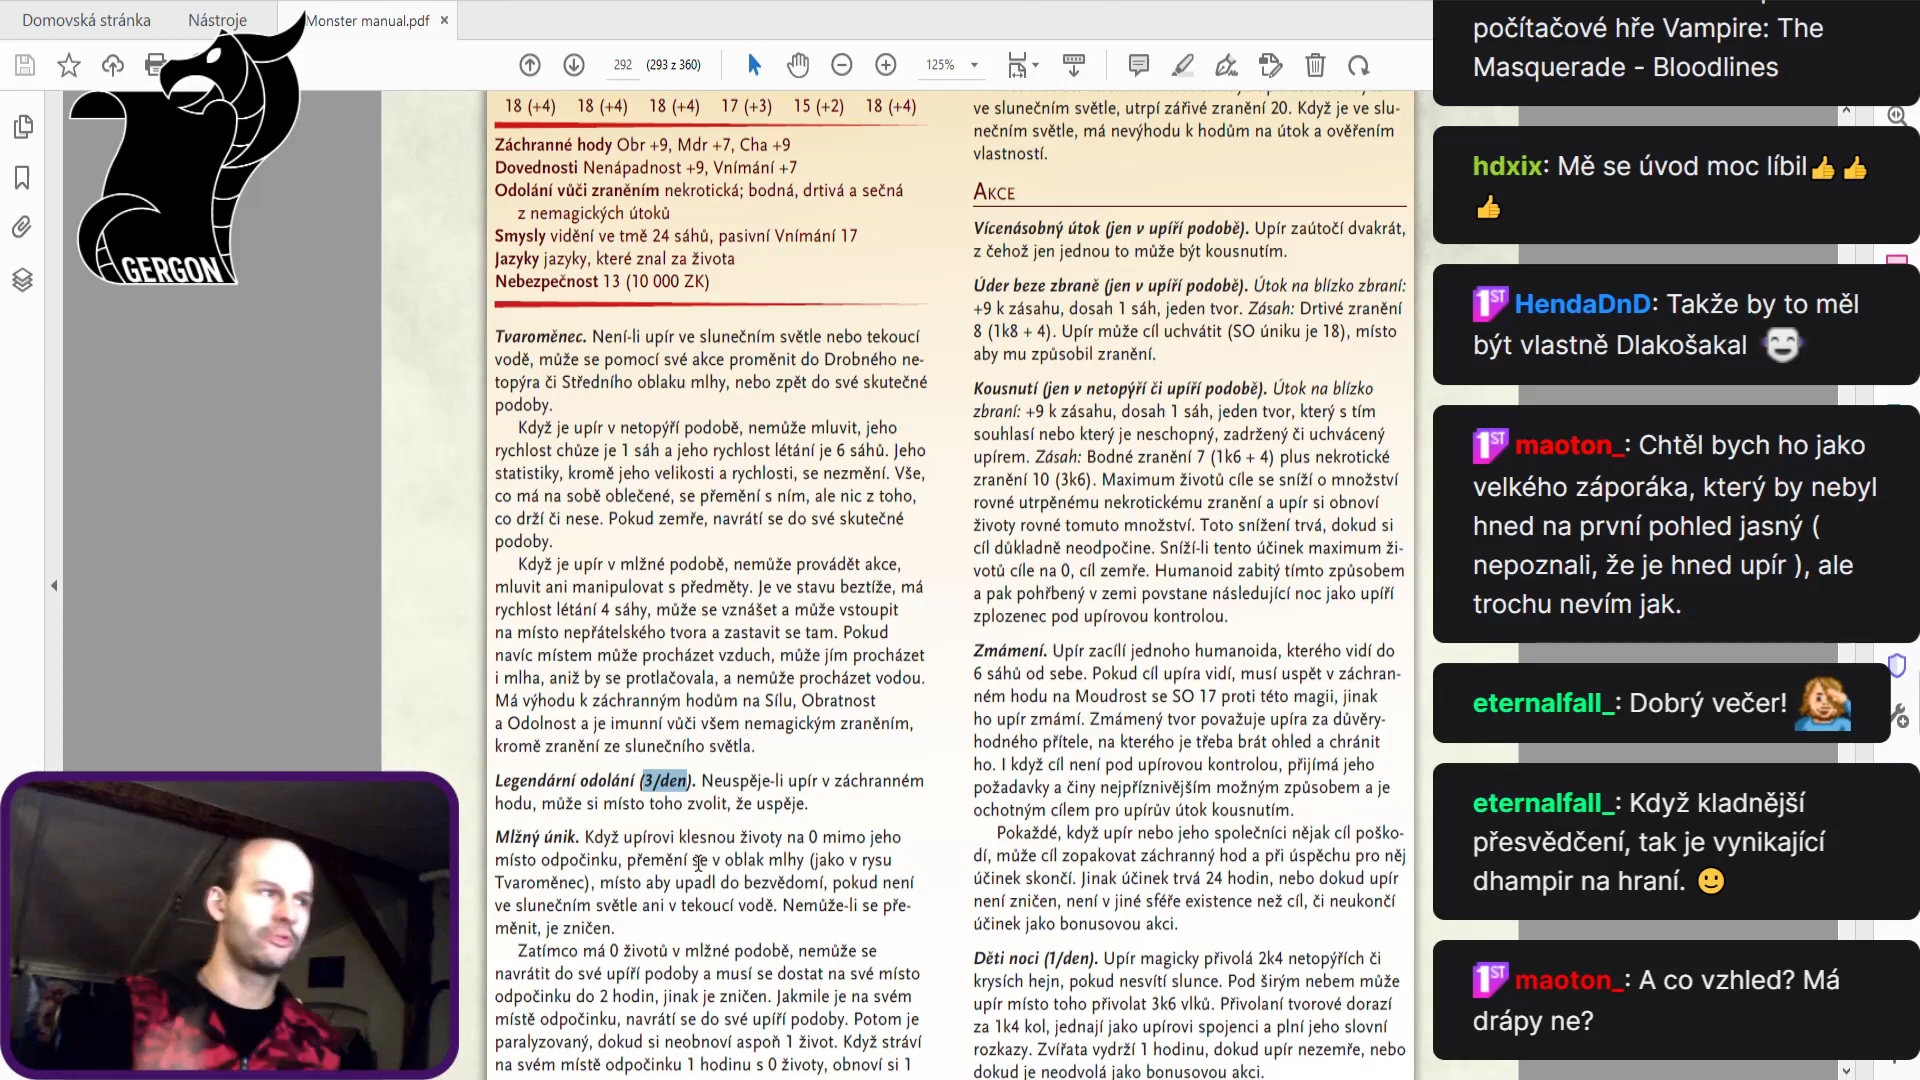 Domovská stránka
Nástroje
Monster manual.pdf
×
292
(293 z 360)
125%
GERGON
18 (+4) 18 (+4) 18 (+4) 17 (+3) 15 (+2) 18 (+4)
Záchranné hody Obr +9, Mdr +7, Cha +9
Dovednosti Nenápadnost +9, Vnímání +7
Odolání vůči zraněním nekrotická; bodná, drtivá a sečná
z nemagických útoků
Smysly vidění ve tmě 24 sáhů, pasivní Vnímání 17
Jazyky jazyky, které znal za života
Nebezpečnost 13 (10 000 ZK)
Tvaroměnec. Není-li upír ve slunečním světle nebo tekoucí
vodě, může se pomocí své akce proměnit do Drobného ne-
topýra či Středního oblaku mlhy, nebo zpět do své skutečné
podoby.
Když je upír v netopýří podobě, nemůže mluvit, jeho
rychlost chůze je 1 sáh a jeho rychlost létání je 6 sáhů. Jeho
statistiky, kromě jeho velikosti a rychlosti, se nezmění. Vše,
co má na sobě oblečené, se přemění s ním, ale nic z toho,
co drží či nese. Pokud zemře, navrátí se do své skutečné
podoby.
Když je upír v mlžné podobě, nemůže provádět akce,
mluvit ani manipulovat s předměty. Je ve stavu beztíže, má
rychlost létání 4 sáhy, může se vznášet a může vstoupit
na místo nepřátelského tvora a zastavit se tam. Pokud
navíc místem může procházet vzduch, může jím procházet
i mlha, aniž by se protlačovala, a nemůže procházet vodou.
Má výhodu k záchranným hodům na Sílu, Obratnost
a Odolnost a je imunní vůči všem nemagickým zraněním,
kromě zranění ze slunečního světla.
Legendární odolání (3/den). Neuspěje-li upír v záchranném
hodu, může si místo toho zvolit, že uspěje.
Mlžný únik. Když upírovi klesnou životy na 0 mimo jeho
místo odpočinku, přemění se v oblak mlhy (jako v rysu
Tvaroměnec), místo aby upadl do bezvědomí, pokud není
ve slunečním světle ani v tekoucí vodě. Nemůže-li se pře-
měnit, je zničen.
Zatímco má 0 životů v mlžné podobě, nemůže se
navrátit do své upíří podoby a musí se dostat na své místo
odpočinku do 2 hodin, jinak je zničen. Jakmile je na svém
místě odpočinku, navrátí se do své upíří podoby. Potom je
paralyzovaný, dokud si neobnoví aspoň 1 život. Když stráví
na svém místě odpočinku 1 hodinu s 0 životy, obnoví si 1
ve slunečním světle, utrpí zářivé zranění 20. Když je ve slu-
nečním světle, má nevýhodu k hodům na útok a ověřením
vlastností.
AKCE
Vícenásobný útok (jen v upíří podobě). Upír zaútočí dvakrát,
z čehož jen jednou to může být kousnutím.
Úder beze zbraně (jen v upíří podobě). Útok na blízko zbraní:
+9 k zásahu, dosah 1 sáh, jeden tvor. Zásah: Drtivé zranění
8 (1k8 + 4). Upír může cíl uchvátit (SO úniku je 18), místo
aby mu způsobil zranění.
Kousnutí (jen v netopýří či upíří podobě). Útok na blízko
zbraní: +9 k zásahu, dosah 1 sáh, jeden tvor, který s tím
souhlasí nebo který je neschopný, zadržený či uchvácený
upírem. Zásah: Bodné zranění 7 (1k6 + 4) plus nekrotické
zranění 10 (3k6). Maximum životů cíle se sníží o množství
rovné utrpěnému nekrotickému zranění a upír si obnoví
životy rovné tomuto množství. Toto snížení trvá, dokud si
cíl důkladně neodpočine. Sníží-li tento účinek maximum ži-
votů cíle na 0, cíl zemře. Humanoid zabitý tímto způsobem
a pak pohřbený v zemi povstane následující noc jako upíří
zplozenec pod upírovou kontrolou.
Zmámení. Upír zacílí jednoho humanoida, kterého vidí do
6 sáhů od sebe. Pokud cíl upíra vidí, musí uspět v záchran-
ném hodu na Moudrost se SO 17 proti této magii, jinak
ho upír zmámí. Zmámený tvor považuje upíra za důvěry-
hodného přítele, na kterého je třeba brát ohled a chránit
ho. I když cíl není pod upírovou kontrolou, přijímá jeho
požadavky a činy nejpříznivějším možným způsobem a je
ochotným cílem pro upírův útok kousnutím.
Pokaždé, když upír nebo jeho společníci nějak cíl poško-
dí, může cíl zopakovat záchranný hod a při úspěchu pro něj
účinek skončí. Jinak účinek trvá 24 hodin, nebo dokud upír
není zničen, není v jiné sféře existence než cíl, či neukončí
účinek jako bonusovou akci.
Děti noci (1/den). Upír magicky přivolá 2k4 netopýřích či
krysích hejn, pokud nesvítí slunce. Pod širým nebem může
upír místo toho přivolat 3k6 vlků. Přivolaní tvorové dorazí
za 1k4 kol, jednají jako upírovi spojenci a plní jeho slovní
rozkazy. Zvířata vydrží 1 hodinu, dokud upír nezemře, nebo
dokud je neodvolá jako bonusovou akci.
počítačové hře Vampire: The
Masquerade - Bloodlines
hdxix: Mě se úvod moc líbil👍👍
👍
1ST HendaDnD: Takže by to měl
být vlastně Dlakošakal
1ST maoton_: Chtěl bych ho jako
velkého záporáka, který by nebyl
hned na první pohled jasný (
nepoznali, že je hned upír ), ale
trochu nevím jak.
eternalfall_: Dobrý večer!
eternalfall_: Když kladnější
přesvědčení, tak je vynikající
dhampir na hraní. 🙂
1ST maoton_: A co vzhled? Má
drápy ne?